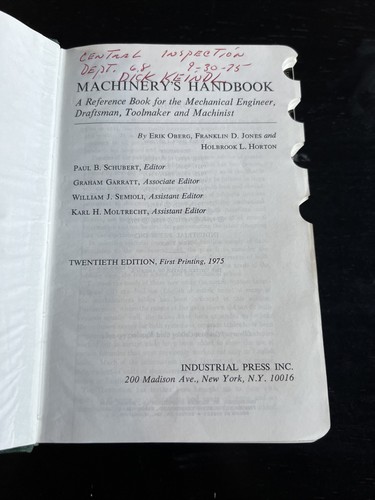 CENTRAL INSPECTION
DEPT. 68 9-30-75
DICK KEINDL
MACHINERY'S HANDBOOK
A Reference Book for the Mechanical Engineer,
Draftsman, Toolmaker and Machinist
By ERIK OBERG, FRANKLIN D. JONES and
HOLBROOK L. HORTON
PAUL B. SCHUBERT, Editor
GRAHAM GARRATT, Associate Editor
WILLIAM J. SEMIOLI, Assistant Editor
KARL H. MOLTRECHT, Assistant Editor
TWENTIETH EDITION, First Printing, 1975
INDUSTRIAL PRESS INC.
200 Madison Ave., New York, N.Y. 10016